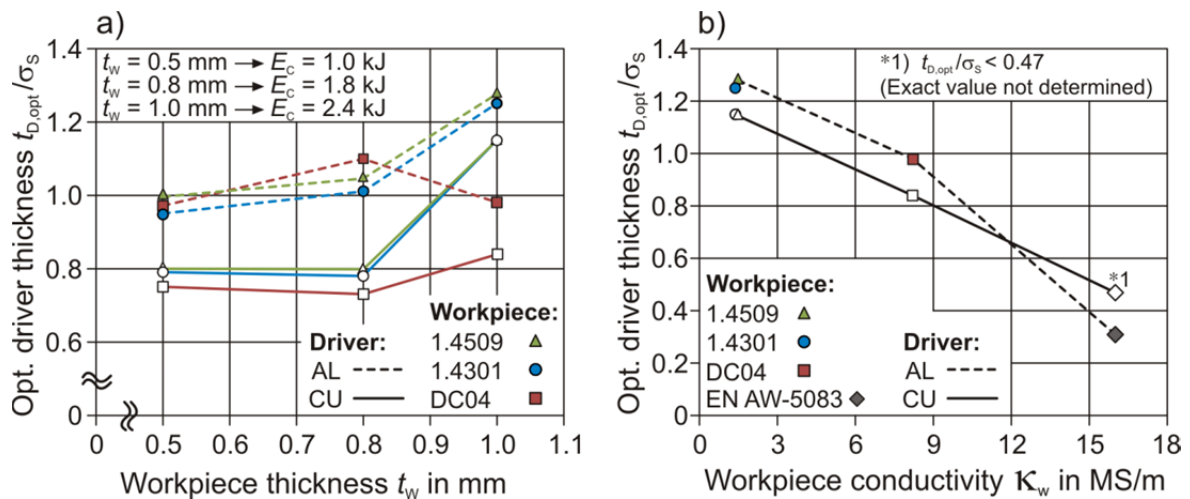 a)
Opt. driver thickness t_D,opt/σ_S
1.4
1.2
1.0
0.8
0.6
0
t_W = 0.5 mm → E_C = 1.0 kJ
t_W = 0.8 mm → E_C = 1.8 kJ
t_W = 1.0 mm → E_C = 2.4 kJ
Workpiece:
Driver: 1.4509
AL 1.4301
CU DC04
0 0.5 0.6 0.7 0.8 0.9 1.0 1.1
Workpiece thickness t_W in mm
b)
Opt. driver thickness t_D,opt/σ_S
1.4
1.2
1.0
0.8
0.6
0.4
0.2
0
*1) t_D,opt/σ_S < 0.47
(Exact value not determined)
*1
Workpiece:
1.4509
1.4301 Driver:
DC04 AL
EN AW-5083 CU
0 3 6 9 12 15 18
Workpiece conductivity κ_w in MS/m